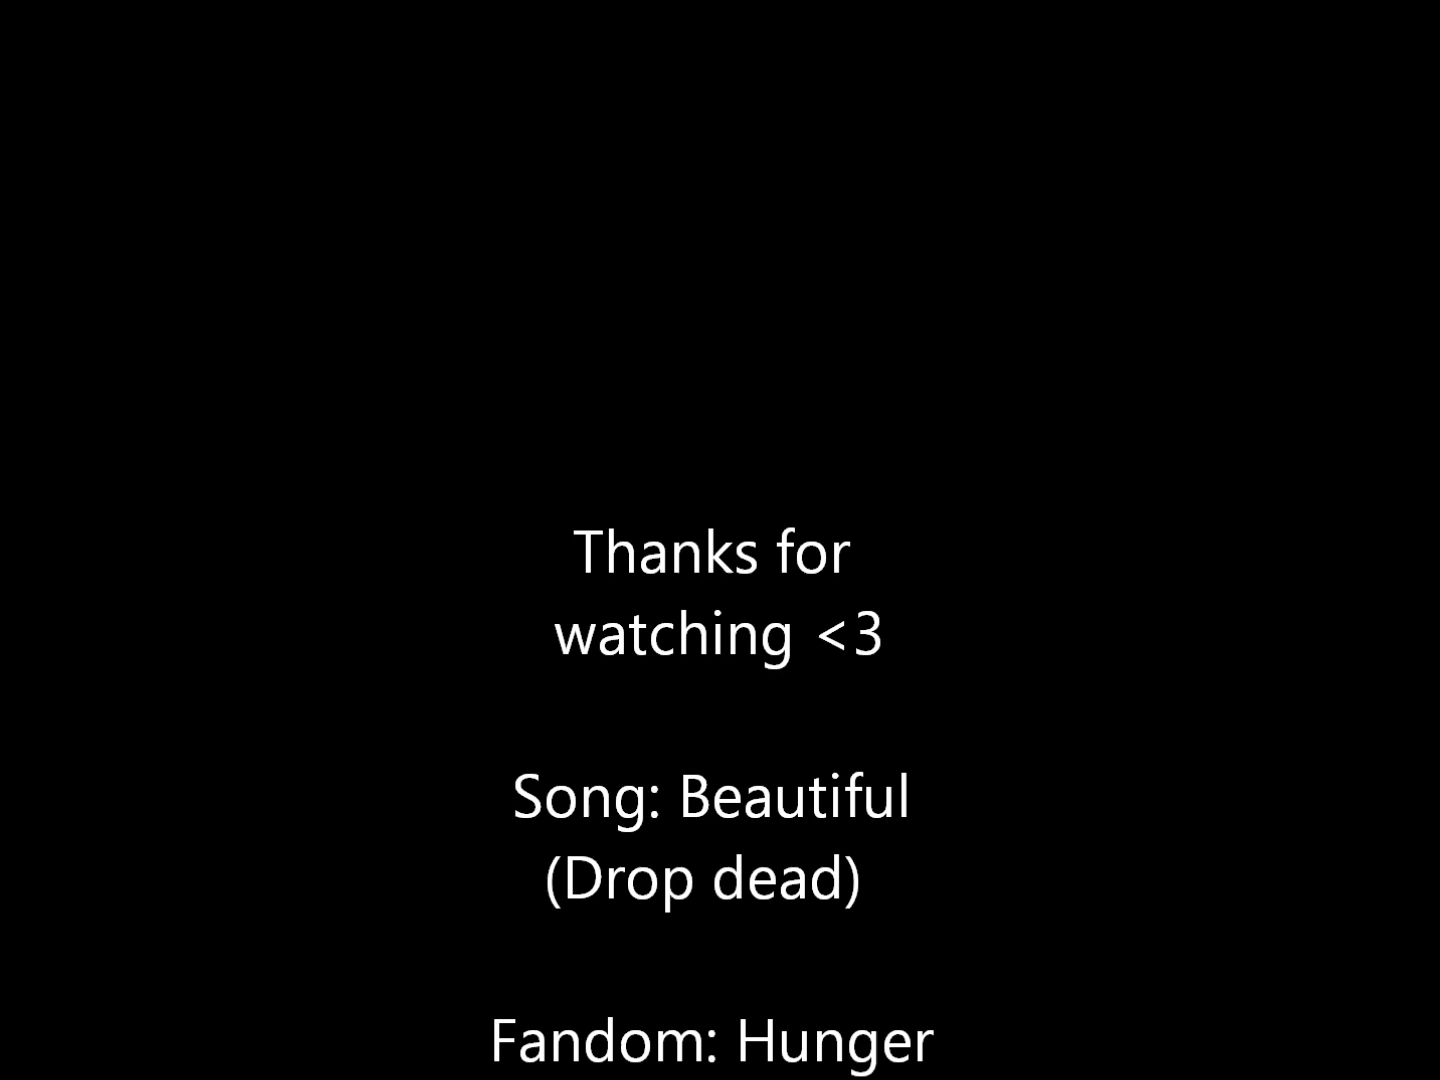 Thanks for
watching <3
Song: Beautiful
(Drop dead)
Fandom: Hunger